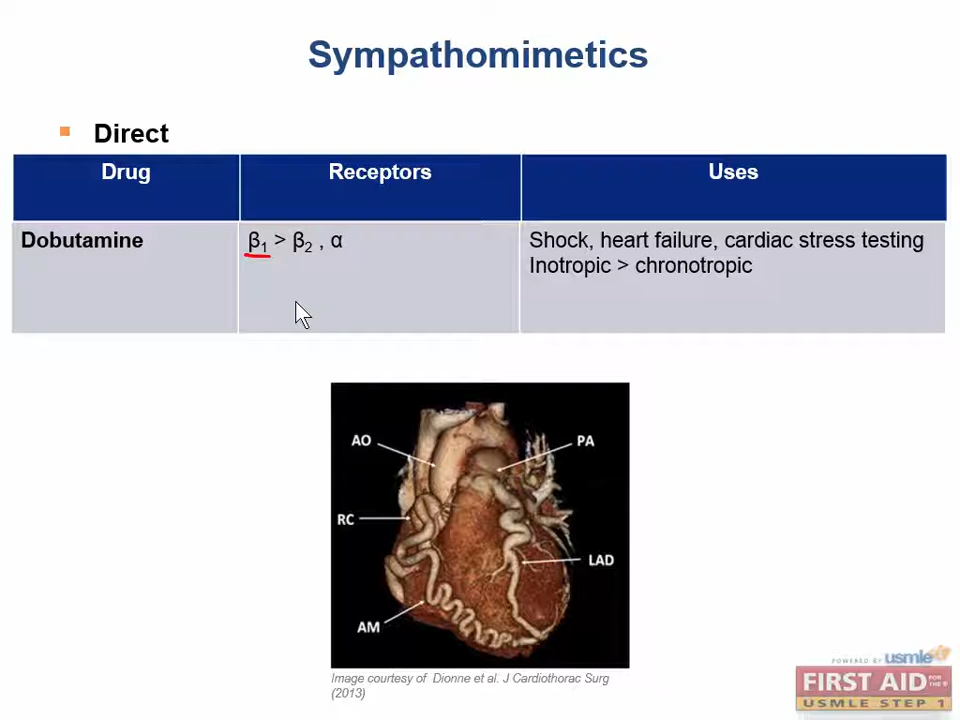 Sympathomimetics
Direct
Drug Receptors Uses
Dobutamine β₁ > β₂ , α Shock, heart failure, cardiac stress testing
Inotropic > chronotropic
AO PA
RC
LAD
AM
Image courtesy of Dionne et al. J Cardiothorac Surg
(2013)
POWERED BY usmle
FIRST AID FOR THE®
USMLE STEP 1